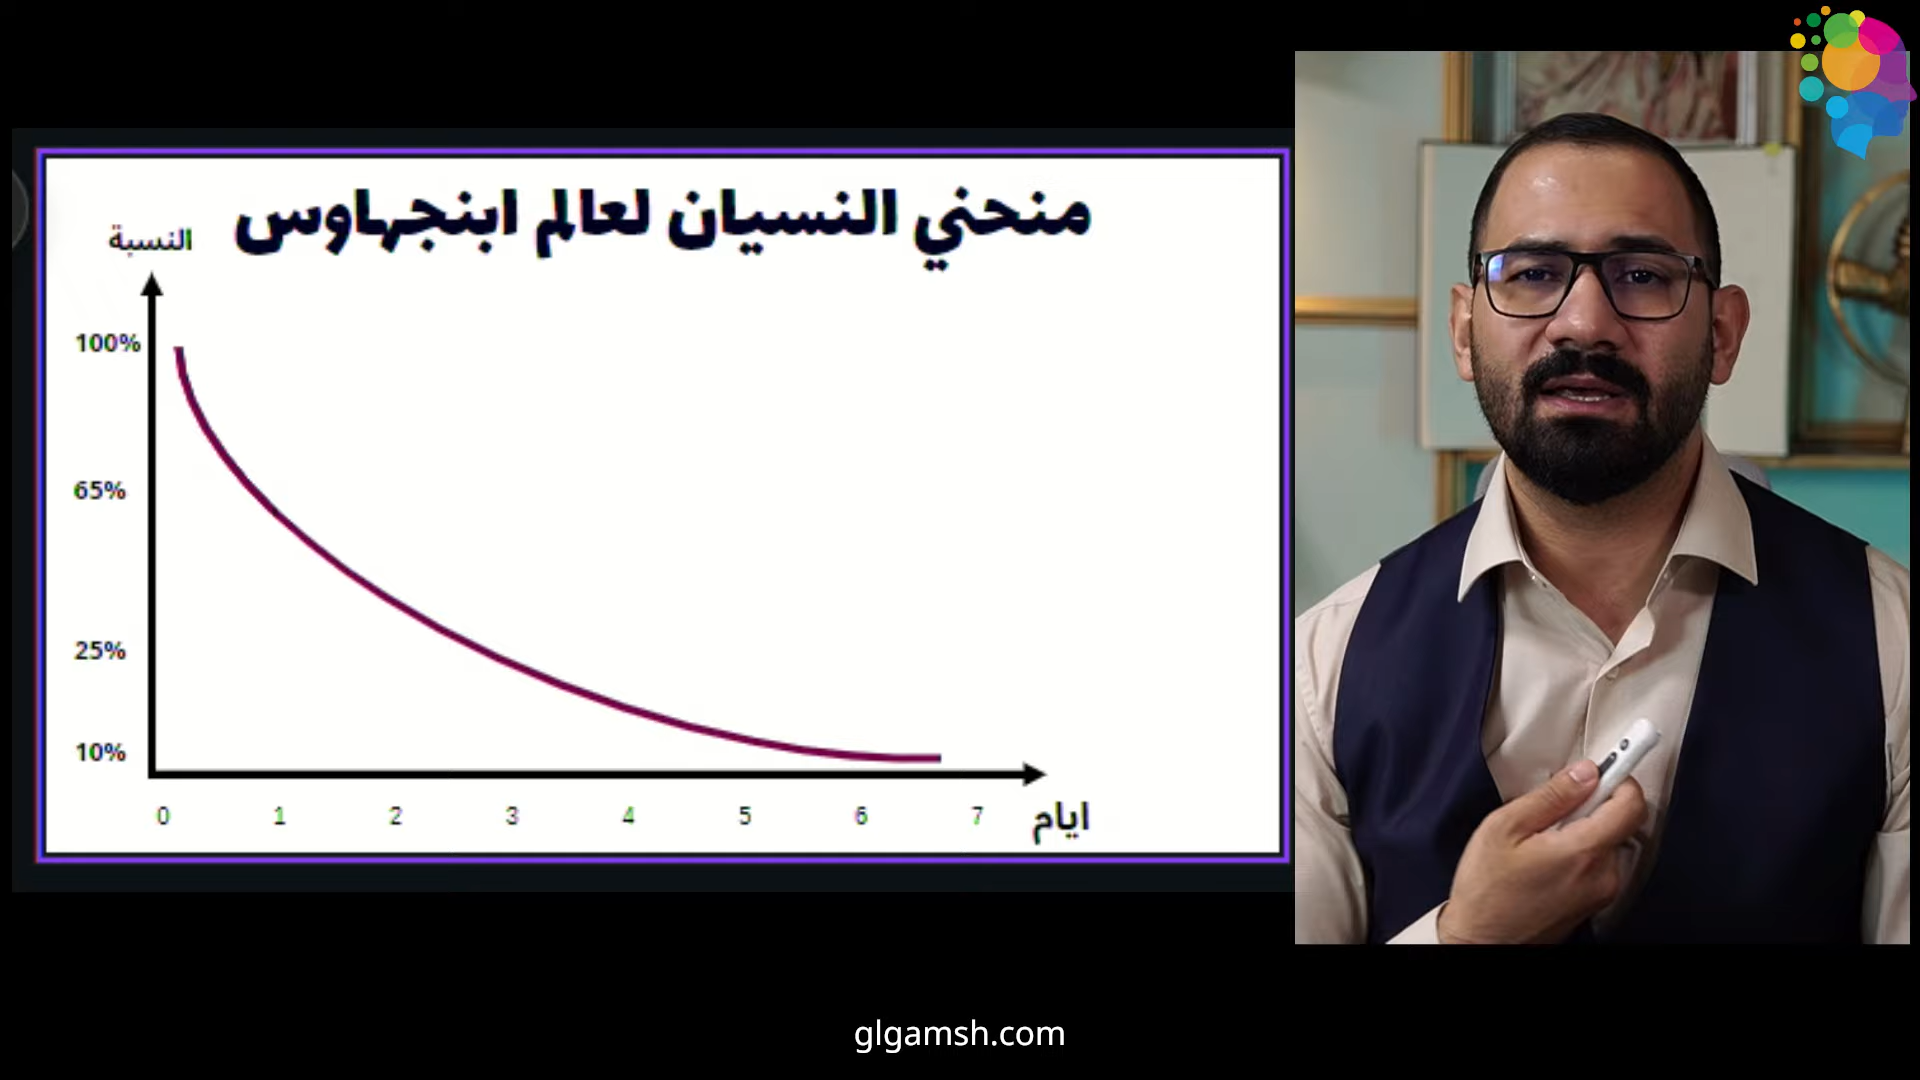 منحني النسيان لعالم ابنجهاوس
النسبة
100%
65%
25%
10%
0 1 2 3 4 5 6 7
ايام
glgamsh.com